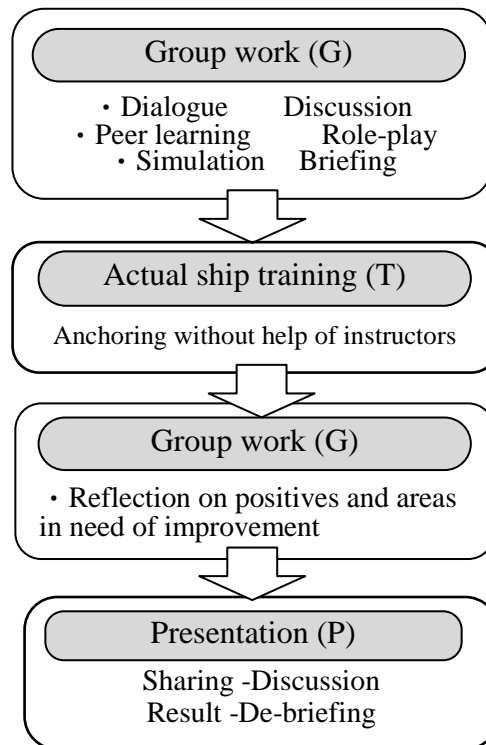 Group work (G)
・Dialogue Discussion
・Peer learning Role-play
・Simulation Briefing
Actual ship training (T)
Anchoring without help of instructors
Group work (G)
・Reflection on positives and areas
in need of improvement
Presentation (P)
Sharing -Discussion
Result -De-briefing